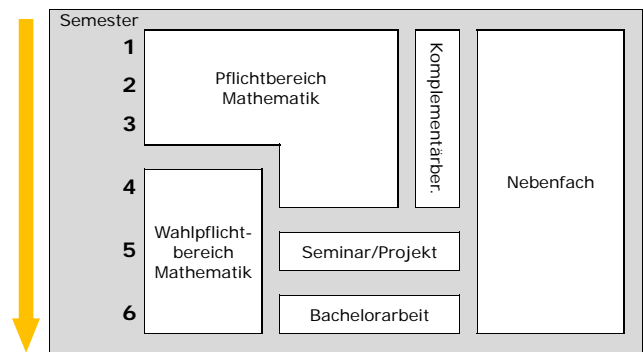 Semester
1
2
3
4
5
6
Pflichtbereich
Mathematik
Komplementärber.
Nebenfach
Wahlpflicht-
bereich
Mathematik
Seminar/Projekt
Bachelorarbeit